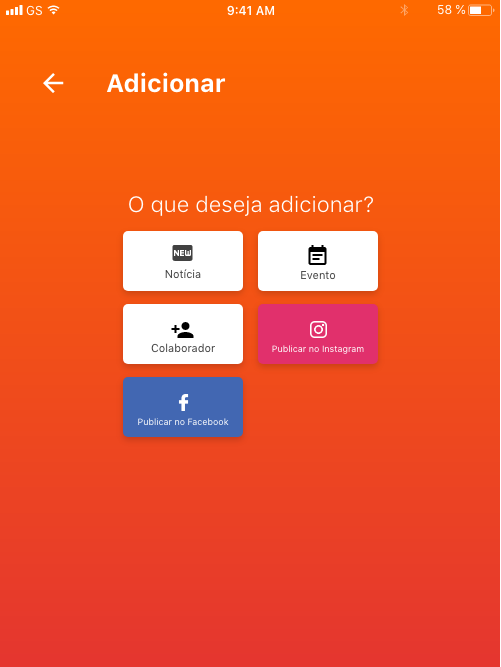 GS 9:41 AM 58 %
Adicionar
O que deseja adicionar?
NEW
Notícia
Evento
Colaborador
Publicar no Instagram
Publicar no Facebook